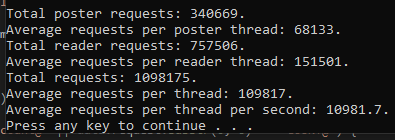 Total poster requests: 340669.
Average requests per poster thread: 68133.
Total reader requests: 757506.
Average requests per reader thread: 151501.
Total requests: 1098175.
Average requests per thread: 109817.
Average requests per thread per second: 10981.7.
Press any key to continue . . .